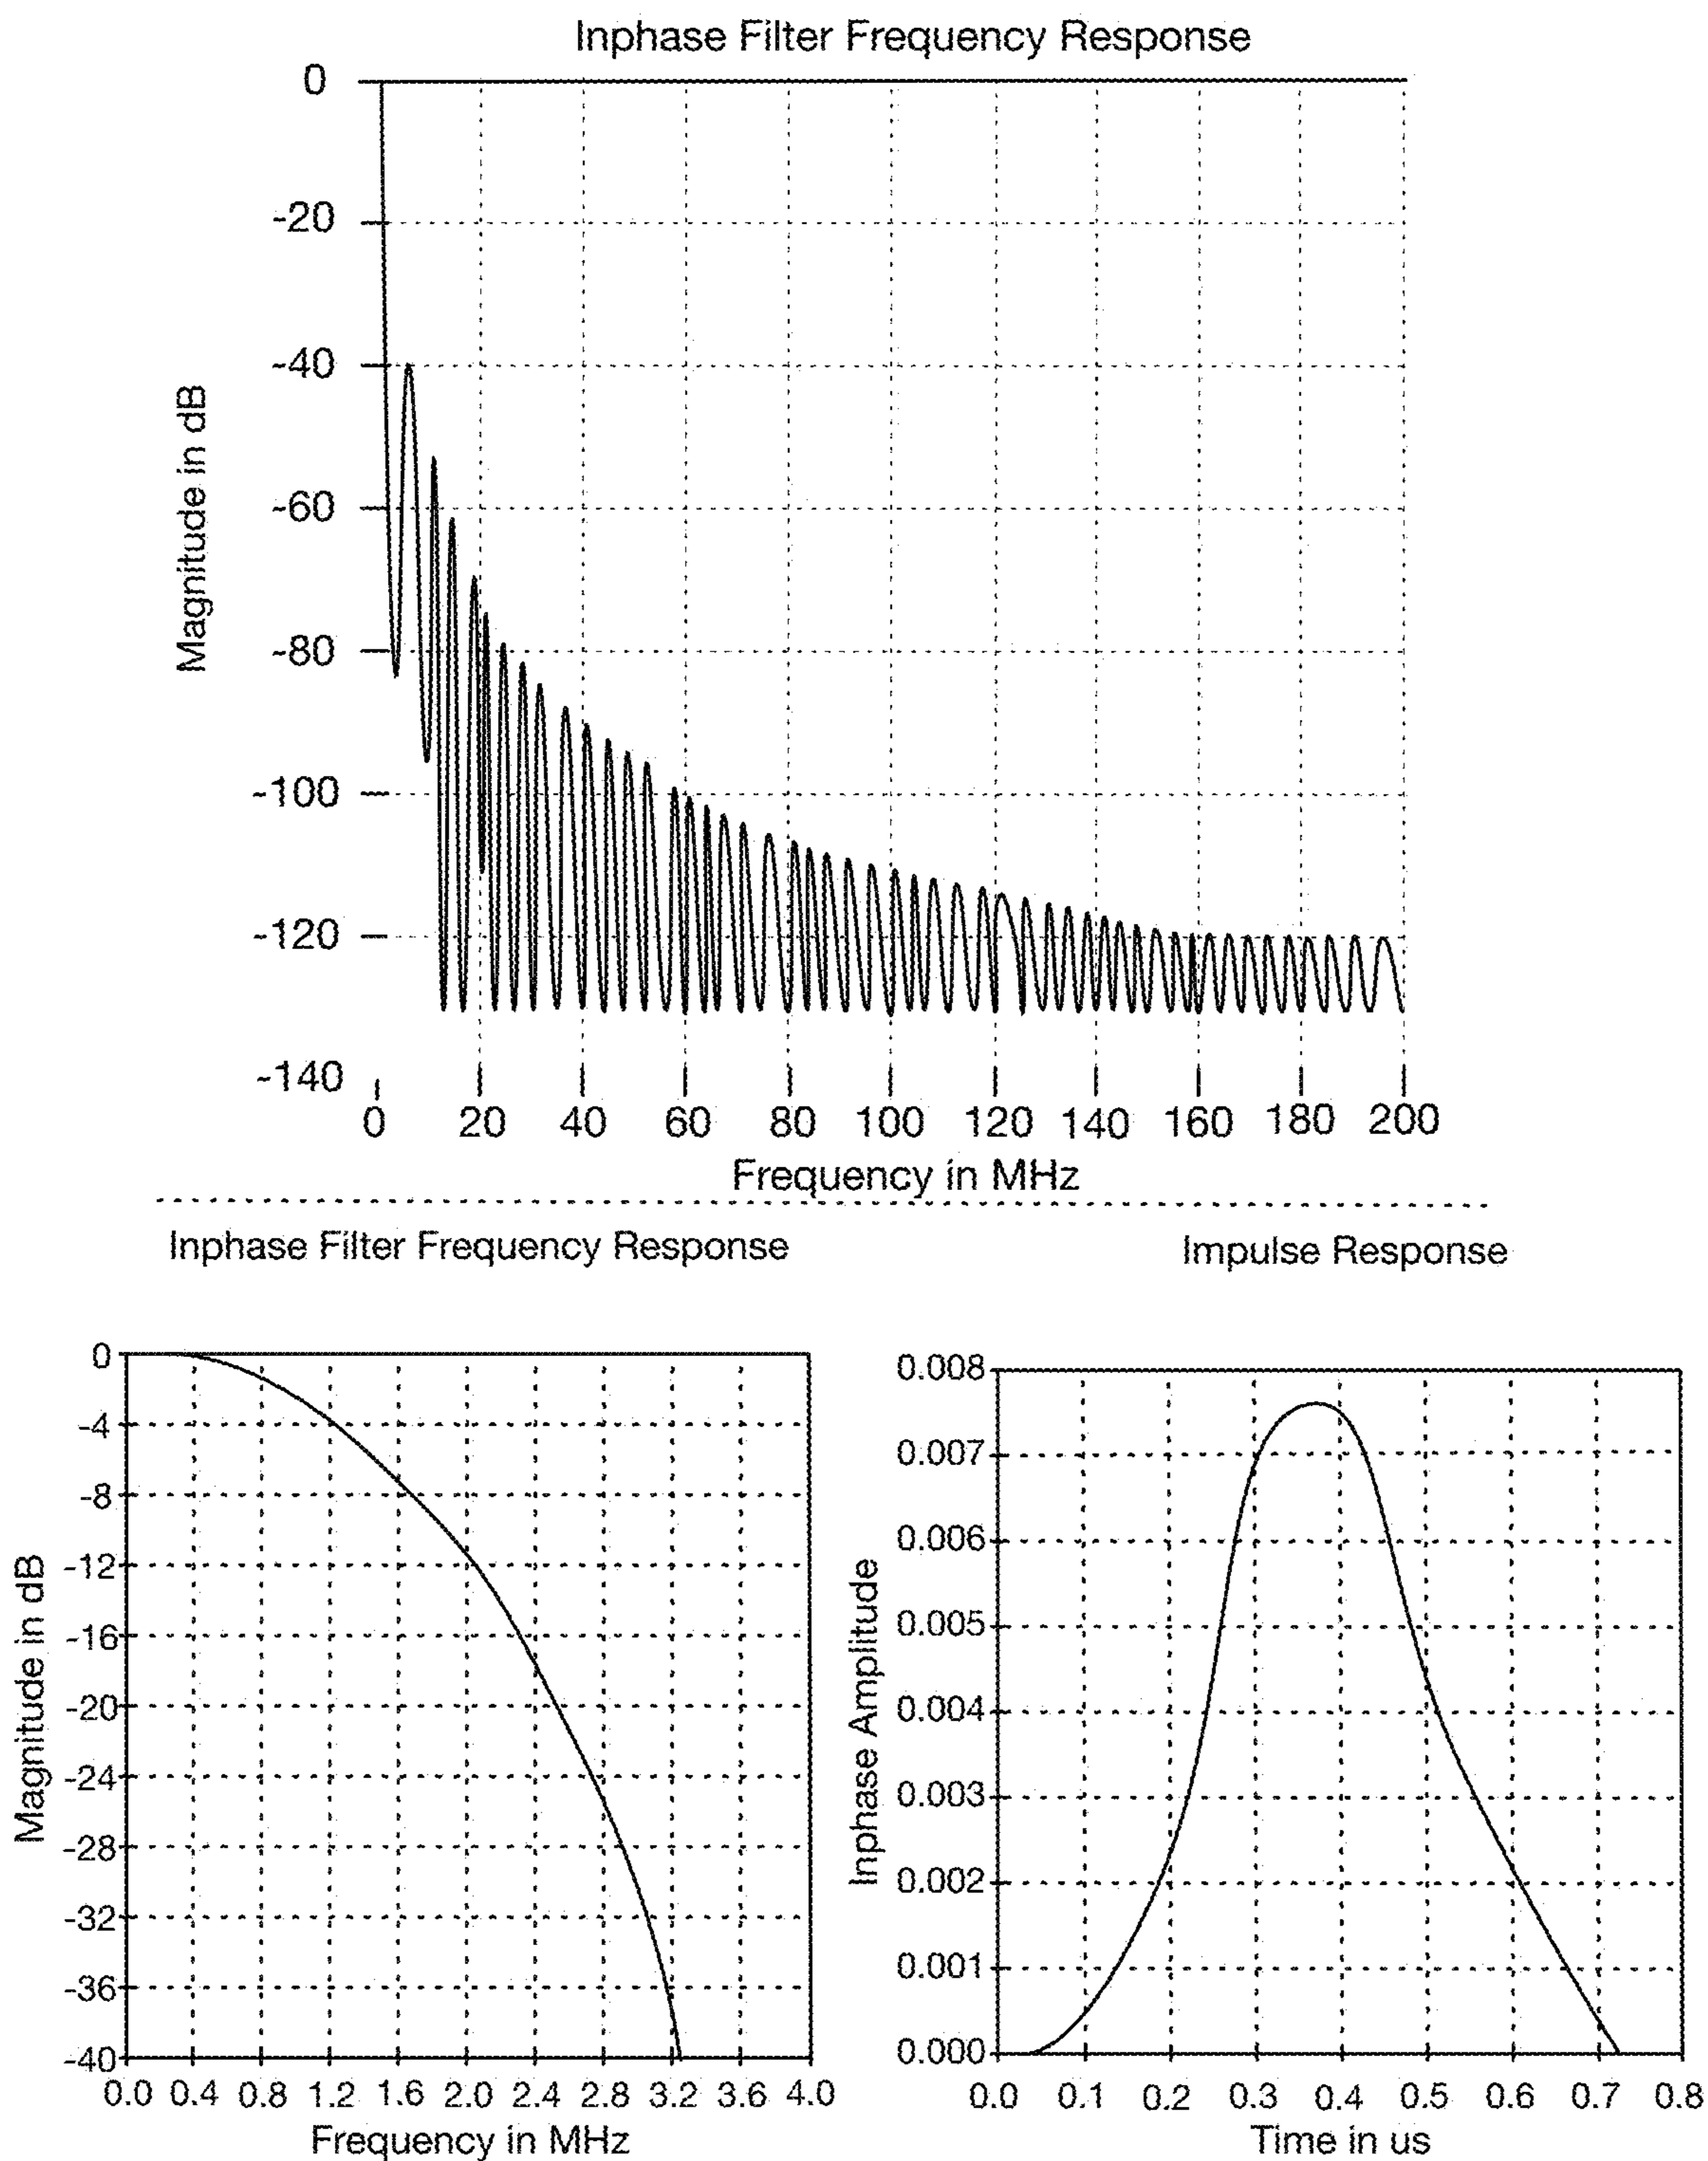 Inphase Filter Frequency Response
0
-20
-40
-60
-80
-100
-120
-140
Magnitude in dB
0 20 40 60 80 100 120 140 160 180 200
Frequency in MHz
Inphase Filter Frequency Response
0
-4
-8
-12
-16
-20
-24
-28
-32
-36
-40
Magnitude in dB
0.0 0.4 0.8 1.2 1.6 2.0 2.4 2.8 3.2 3.6 4.0
Frequency in MHz
Impulse Response
0.008
0.007
0.006
0.005
0.004
0.003
0.002
0.001
0.000
Inphase Amplitude
0.0 0.1 0.2 0.3 0.4 0.5 0.6 0.7 0.8
Time in us